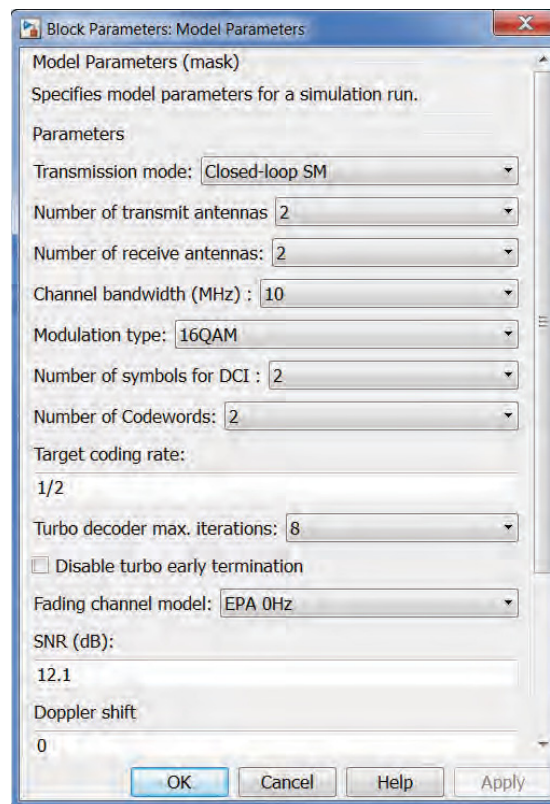 Block Parameters: Model Parameters
Model Parameters (mask)
Specifies model parameters for a simulation run.
Parameters
Transmission mode: Closed-loop SM
Number of transmit antennas 2
Number of receive antennas: 2
Channel bandwidth (MHz) : 10
Modulation type: 16QAM
Number of symbols for DCI : 2
Number of Codewords: 2
Target coding rate:
1/2
Turbo decoder max. iterations: 8
Disable turbo early termination
Fading channel model: EPA 0Hz
SNR (dB):
12.1
Doppler shift
0
OK Cancel Help Apply